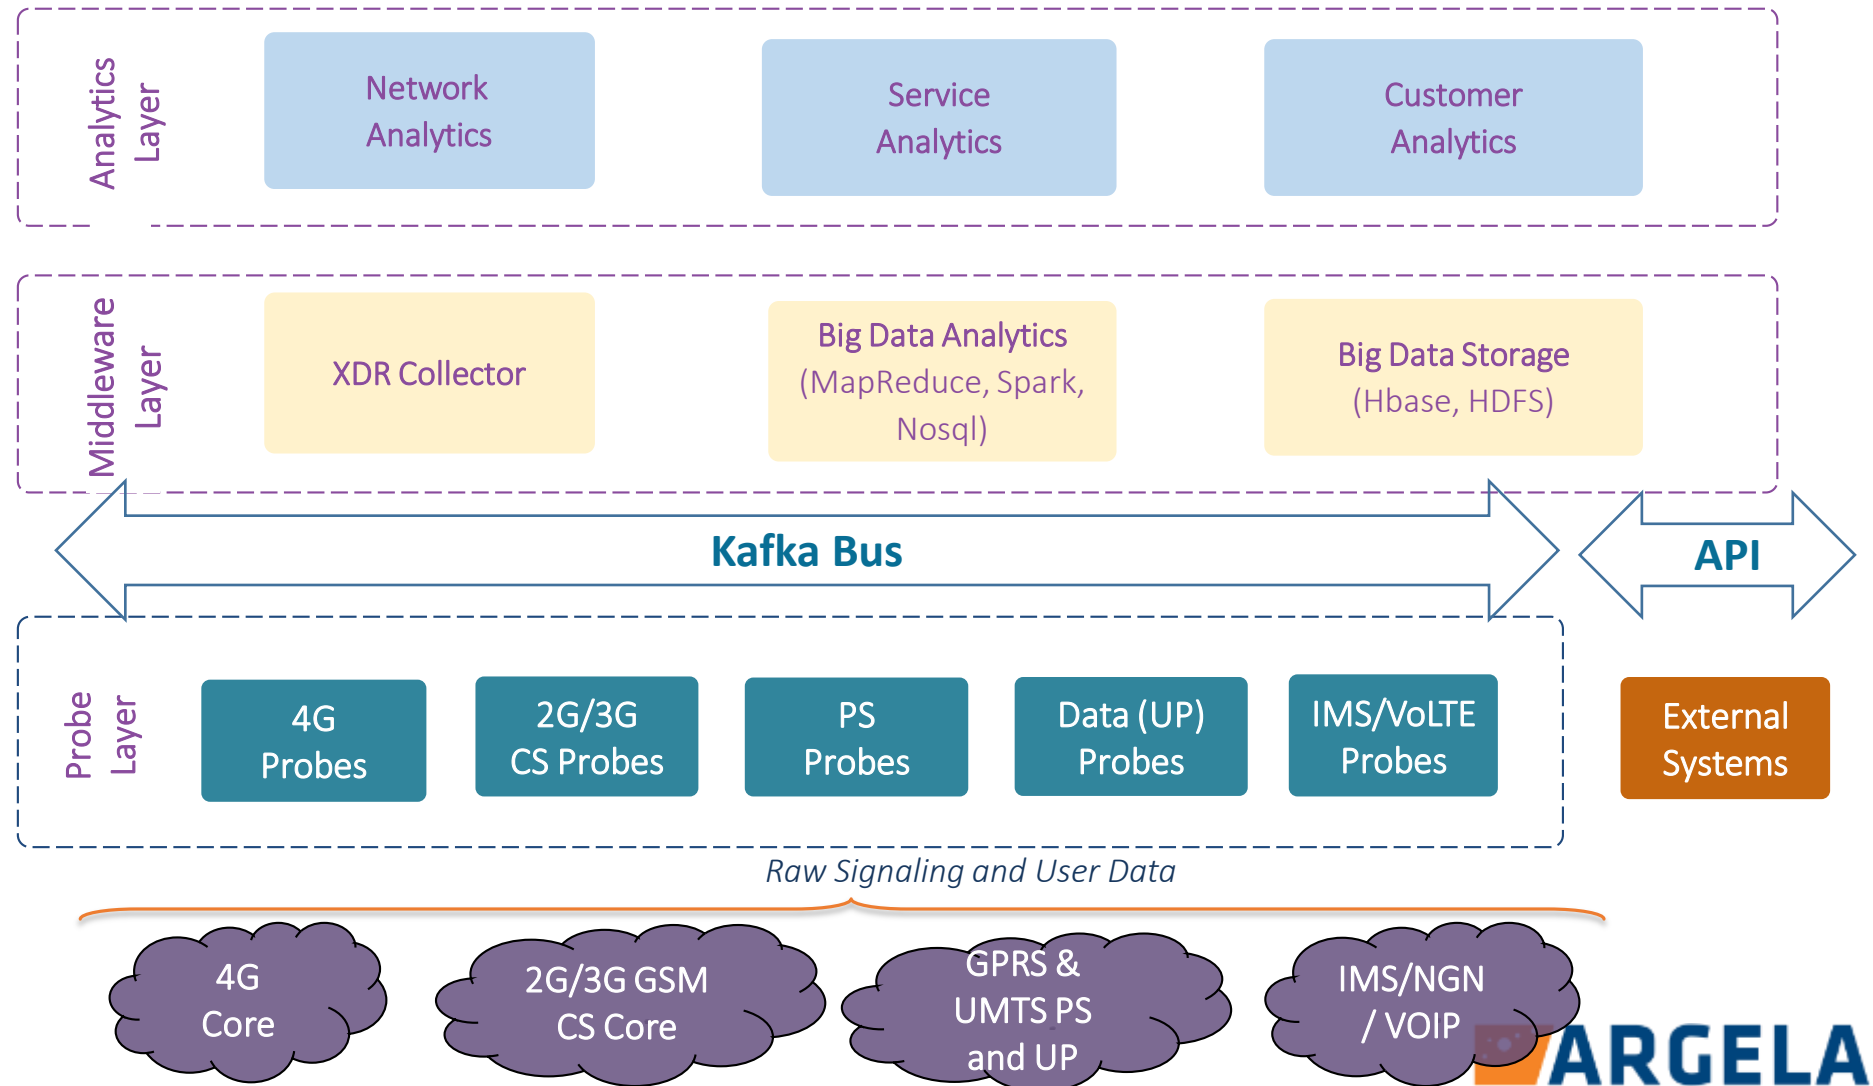 Analytics
Layer
Network
Analytics
Service
Analytics
Customer
Analytics
Middleware
Layer
XDR Collector
Big Data Analytics
(MapReduce, Spark,
Nosql)
Big Data Storage
(Hbase, HDFS)
Kafka Bus
API
Probe
Layer
4G
Probes
2G/3G
CS Probes
PS
Probes
Data (UP)
Probes
IMS/VoLTE
Probes
External
Systems
Raw Signaling and User Data
4G
Core
2G/3G GSM
CS Core
GPRS &
UMTS PS
and UP
IMS/NGN
/ VOIP
ARGELA